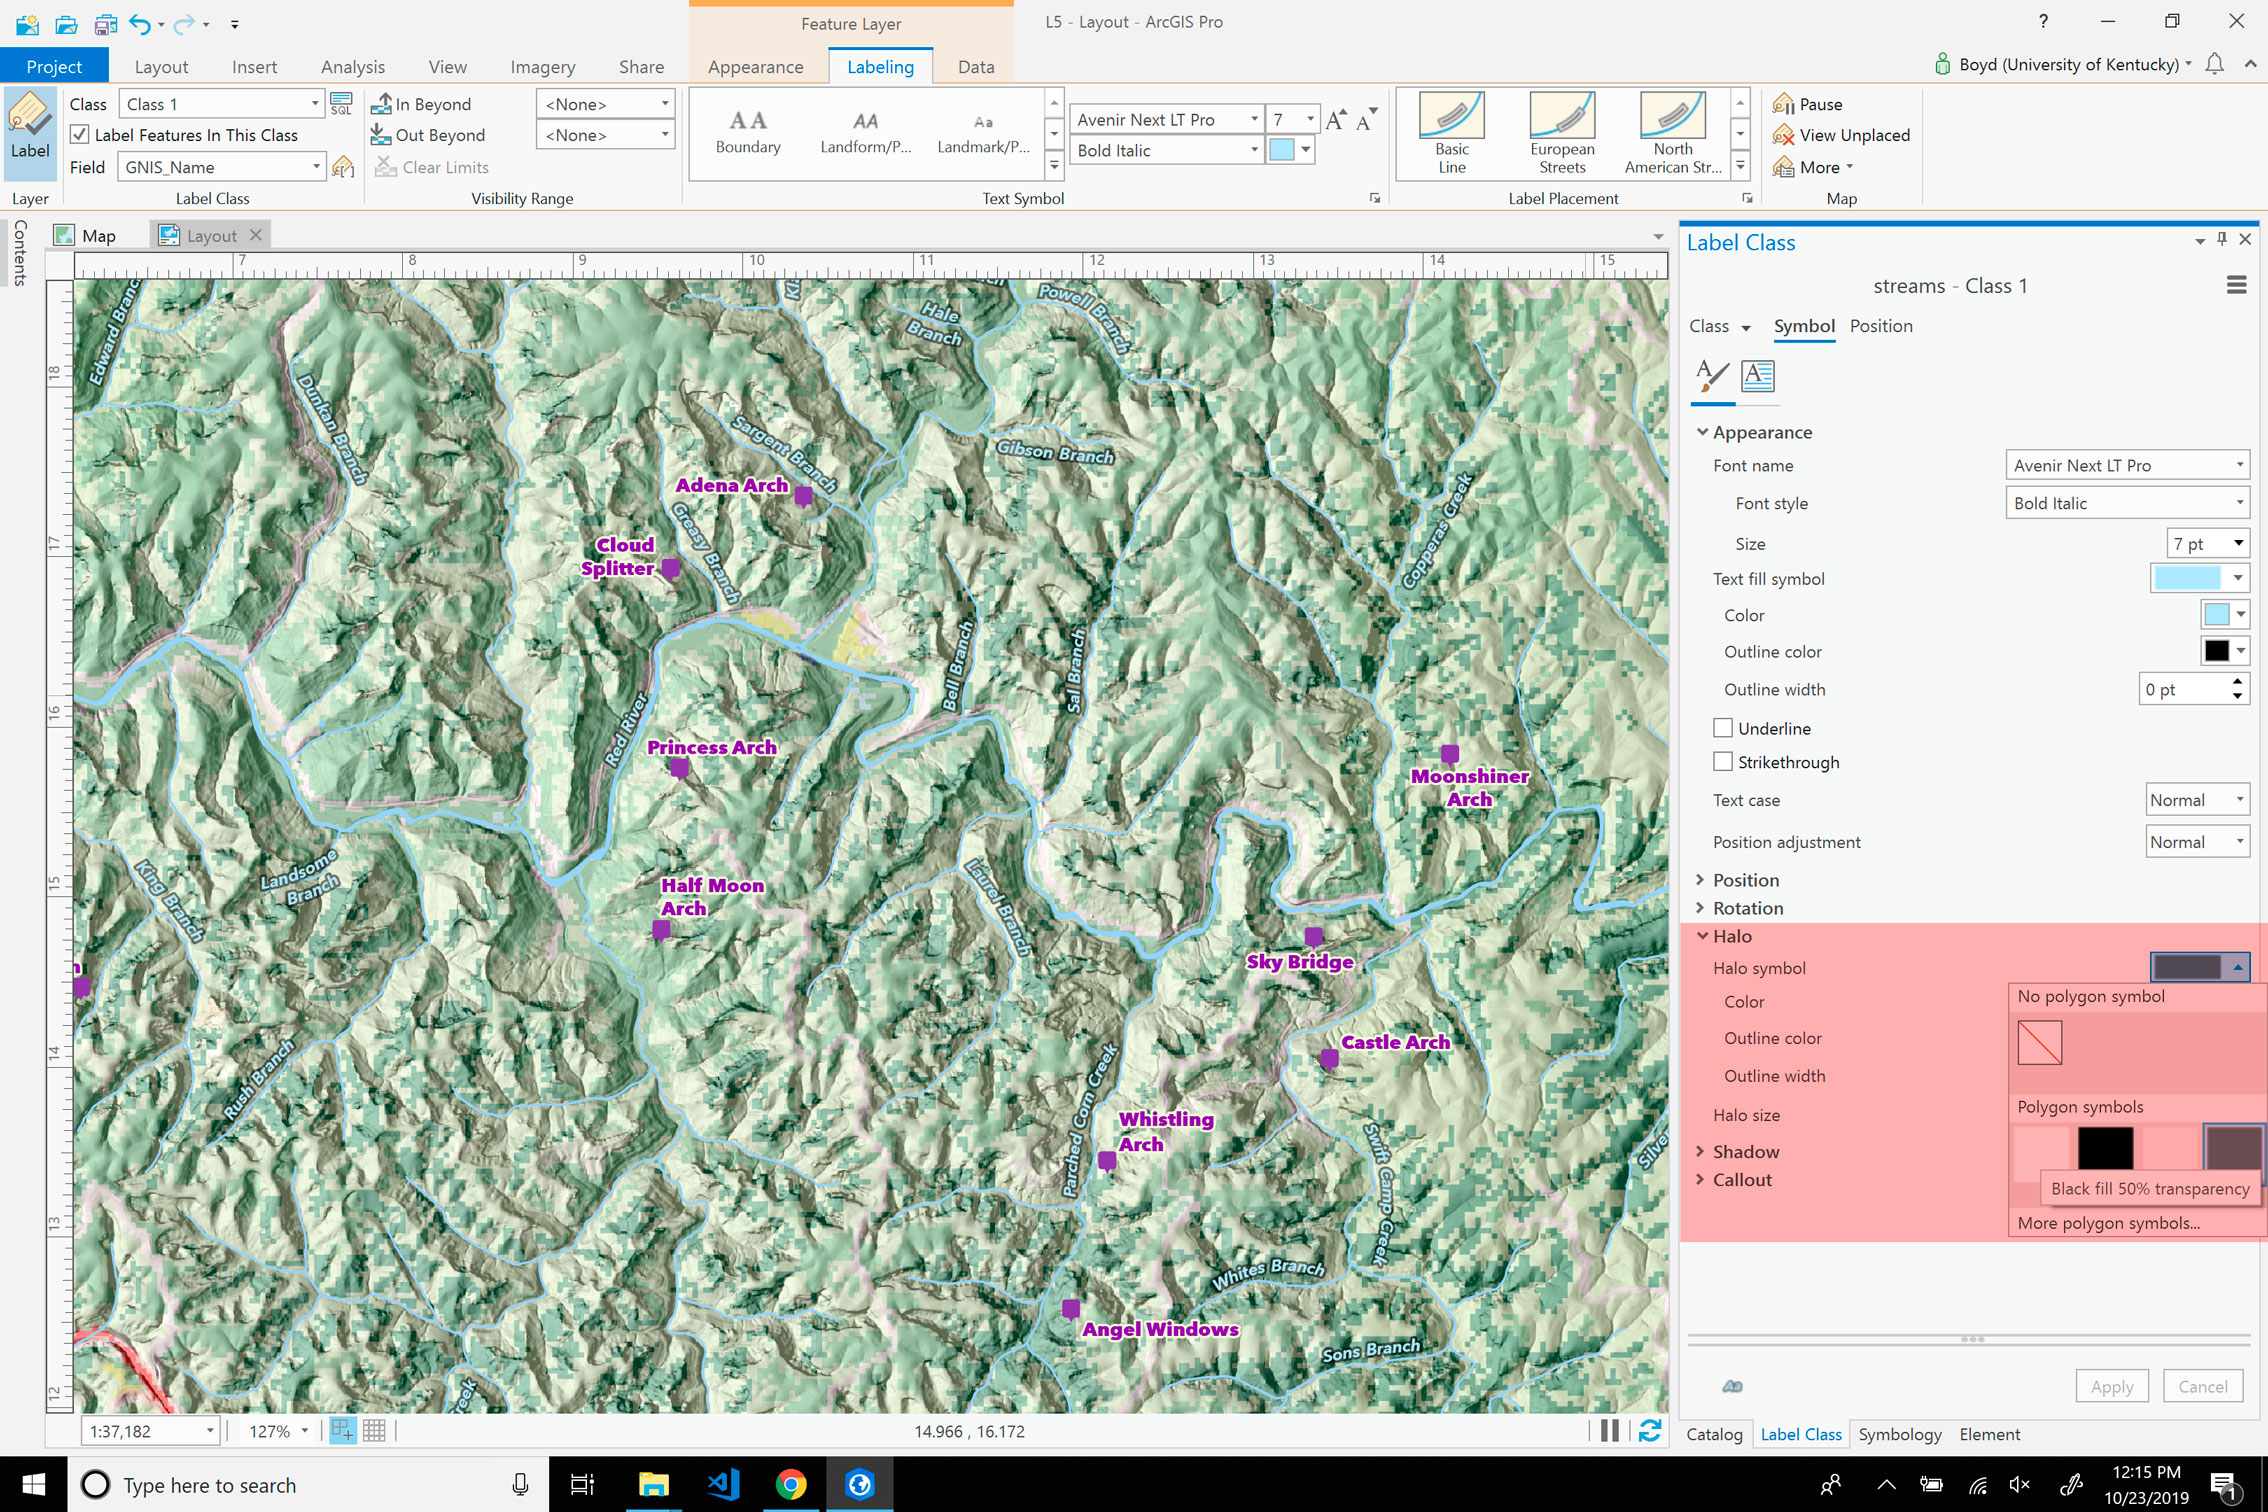 Feature Layer
L5 - Layout - ArcGIS Pro
?
Project
Layout
Insert
Analysis
View
Imagery
Share
Appearance
Labeling
Data
Boyd (University of Kentucky)
Label
Layer
Class
Class 1
SQL
Label Features In This Class
Field
GNIS_Name
Label Class
In Beyond
<None>
Out Beyond
<None>
Clear Limits
Visibility Range
AA
Boundary
AA
Landform/P...
Aa
Landmark/P...
Avenir Next LT Pro
7
Bold Italic
Text Symbol
Basic
Line
European
Streets
North
American Str...
Label Placement
Pause
View Unplaced
More
Map
Contents
Map
Layout
7
8
9
10
11
12
13
14
15
18
17
16
15
14
13
12
Edward Branc
Dunkan Branch
Hale
Branch
Powell Branch
Sargent Branch
Gibson Branch
Adena Arch
Greasy Branch
Cloud
Splitter
Copperas Creek
Bell Branch
Sal Branch
Red River
Princess Arch
Moonshiner
Arch
King Branch
Landsome
Branch
Half Moon
Arch
Laurel Branch
Sky Bridge
Castle Arch
Rush Branch
Parched Corn Creek
Whistling
Arch
Swift Camp Creek
Silver
Whites Branch
Angel Windows
Sons Branch
reek
1:37,182
127%
14.966 , 16.172
Label Class
streams - Class 1
Class
Symbol
Position
Appearance
Font name
Avenir Next LT Pro
Font style
Bold Italic
Size
7 pt
Text fill symbol
Color
Outline color
Outline width
0 pt
Underline
Strikethrough
Text case
Normal
Position adjustment
Normal
Position
Rotation
Halo
Halo symbol
Color
Outline color
Outline width
Halo size
Shadow
Callout
No polygon symbol
Polygon symbols
Black fill 50% transparency
More polygon symbols...
Aa
Apply
Cancel
Catalog
Label Class
Symbology
Element
Type here to search
12:15 PM
10/23/2019
1